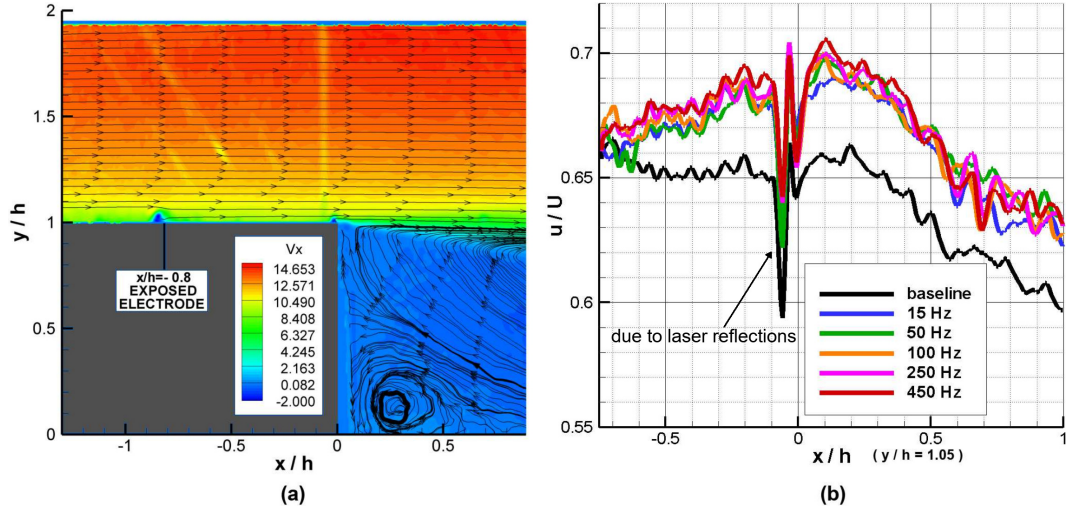 2
1.5
1
0.5
0
y / h
-1
-0.5
0
0.5
x / h
x/h=- 0.8
EXPOSED
ELECTRODE
Vx
14.653
12.571
10.490
8.408
6.327
4.245
2.163
0.082
-2.000
(a)
0.7
0.65
0.6
0.55
u / U
due to laser reflections
baseline
15 Hz
50 Hz
100 Hz
250 Hz
450 Hz
-0.5
0
0.5
1
x / h ( y / h = 1.05 )
(b)